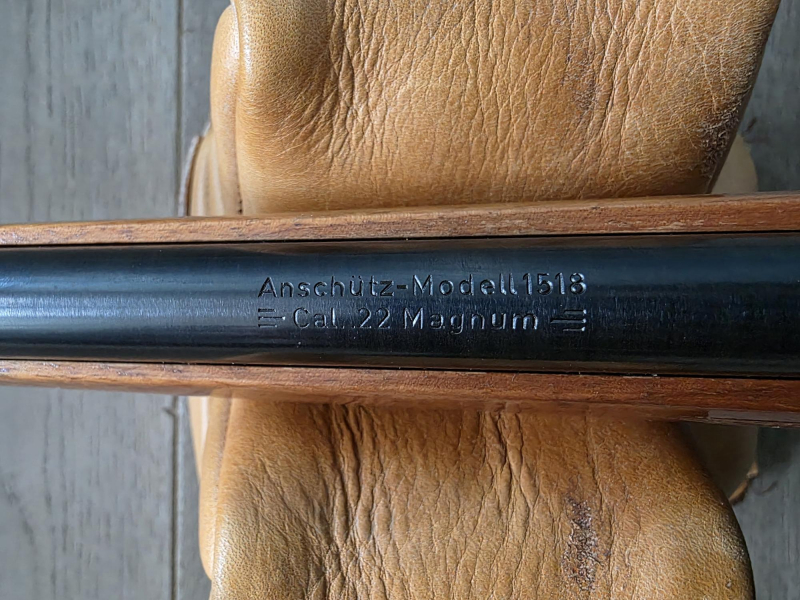 Anschütz-Modell 1518
Cal. .22 Magnum